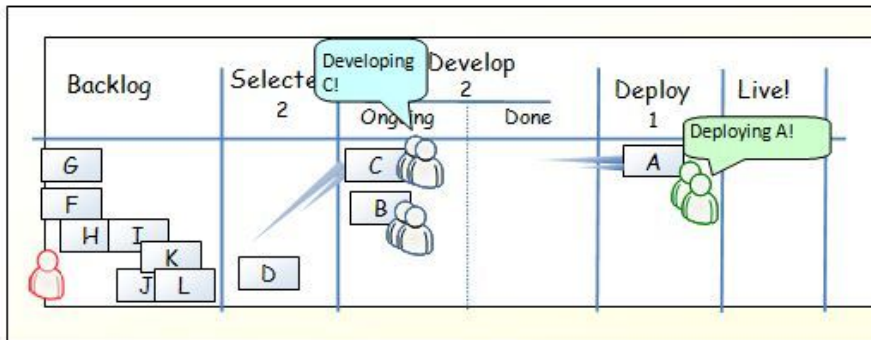 Backlog
Selecte
2
Developing
C!
Develop
2
Ongoing
Done
Deploy
1
Live!
Deploying A!
G
F
H
I
K
J
L
D
C
B
A